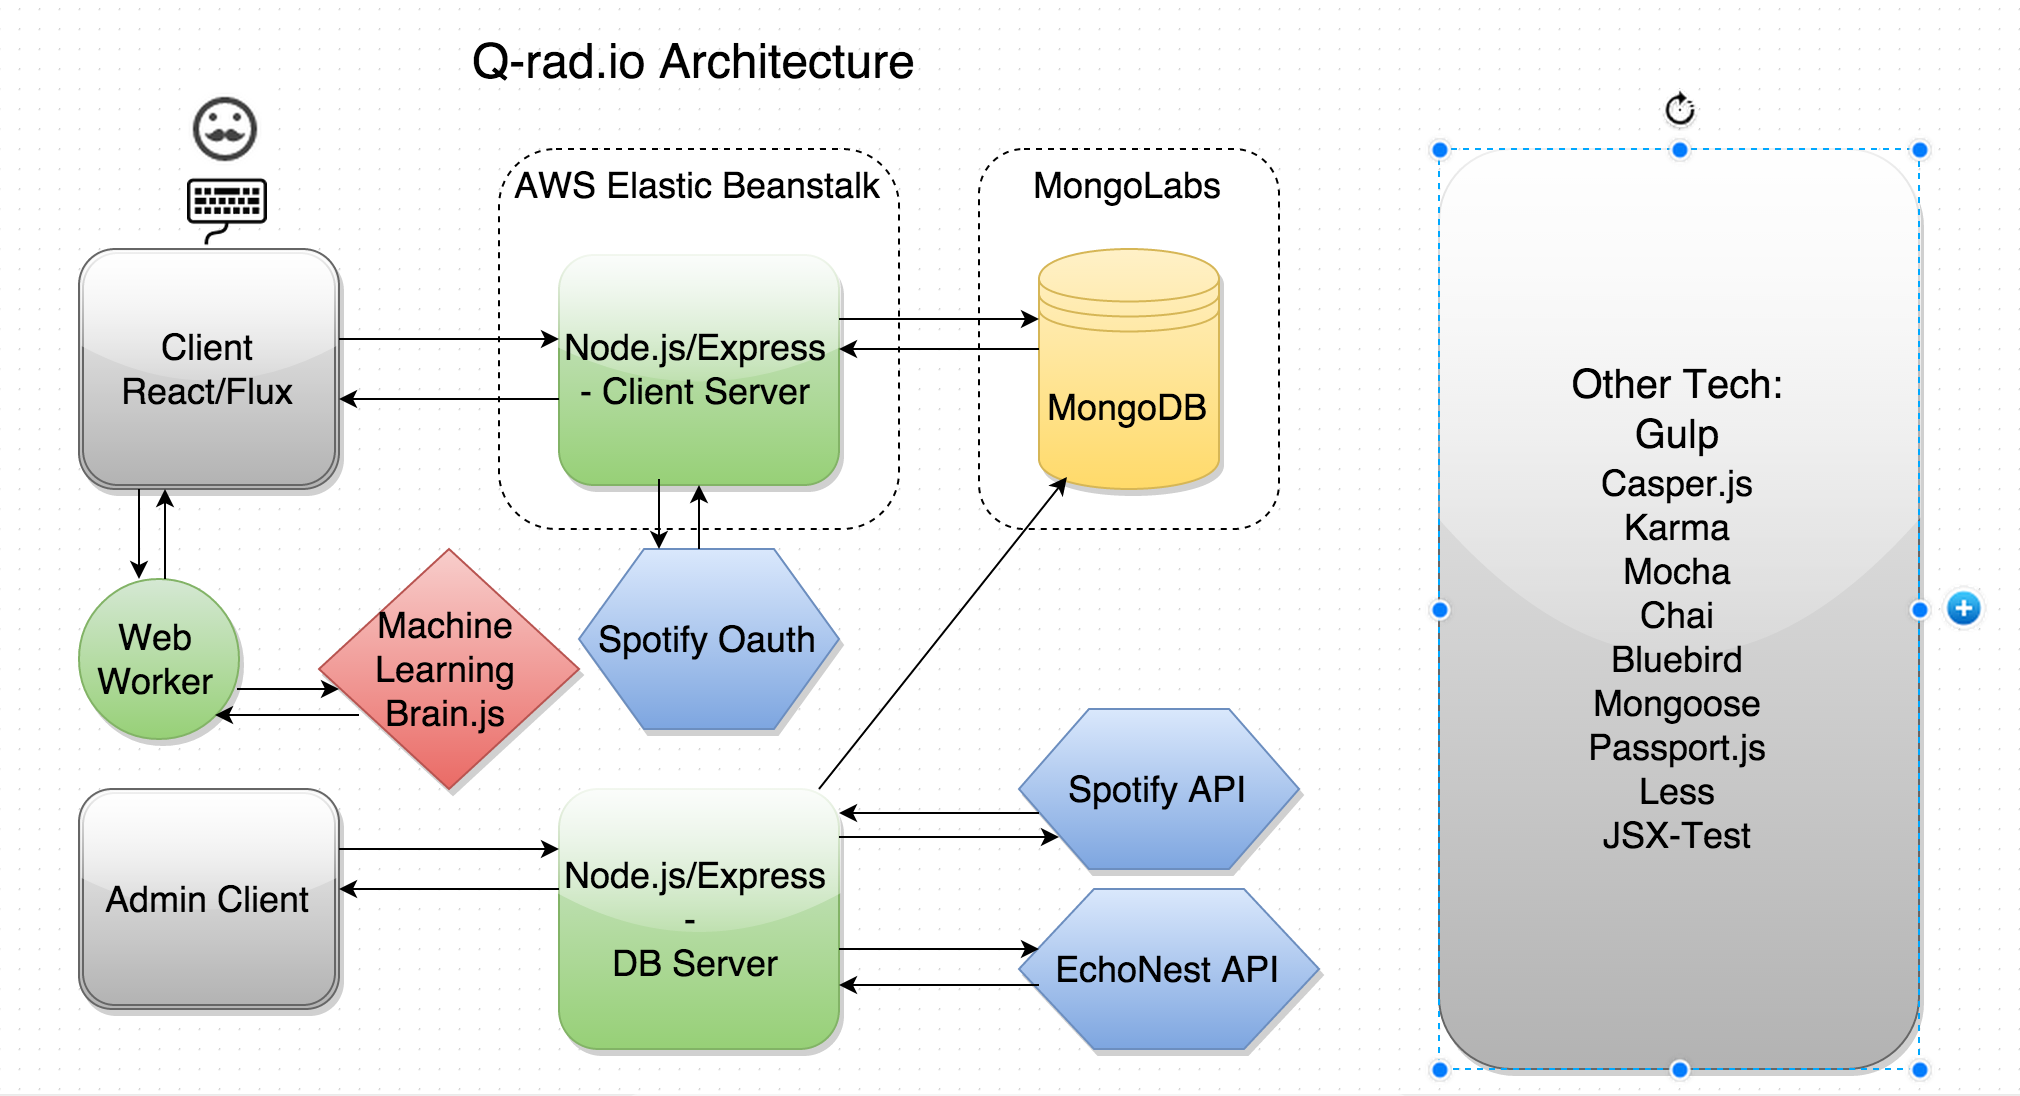 Q-rad.io Architecture
AWS Elastic Beanstalk
MongoLabs
Client
React/Flux
Node.js/Express
- Client Server
MongoDB
Web
Worker
Machine
Learning
Brain.js
Spotify Oauth
Admin Client
Node.js/Express
-
DB Server
Spotify API
EchoNest API
Other Tech:
Gulp
Casper.js
Karma
Mocha
Chai
Bluebird
Mongoose
Passport.js
Less
JSX-Test